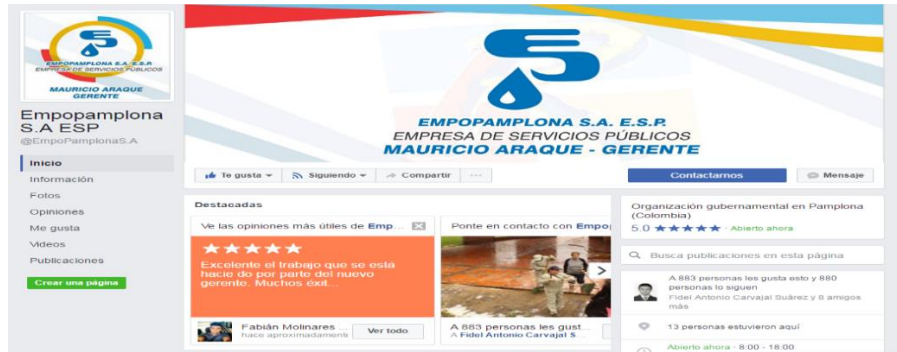 EMPOPAMPLONA S.A. E.S.P.
EMPRESA DE SERVICIOS PUBLICOS
MAURICIO ARAQUE
GERENTE
Empopamplona
S.A ESP
@EmpoPamplonaS.A
Inicio
Información
Fotos
Opiniones
Me gusta
Videos
Publicaciones
Crear una página
EMPOPAMPLONA S.A. E.S.P.
EMPRESA DE SERVICIOS PÚBLICOS
MAURICIO ARAQUE - GERENTE
Te gusta
Siguiendo
Compartir
...
Contactarnos
Mensaje
Destacadas
Ve las opiniones más útiles de Emp...
Excelente el trabajo que se está
hacie do por parte del nuevo
gerente. Muchos éxit...
Fabián Molinares ...
hace aproximadamente
Ver todo
Ponte en contacto con Empop
A 883 personas les gust...
A Fidel Antonio Carvajal S...
Organización gubernamental en Pamplona
(Colombia)
5,0 ★★★★★ · Abierto ahora
Busca publicaciones en esta página
A 883 personas les gusta esto y 880
personas lo siguen
Fidel Antonio Carvajal Suárez y 8 amigos
más
13 personas estuvieron aquí
Abierto ahora · 8:00 - 18:00